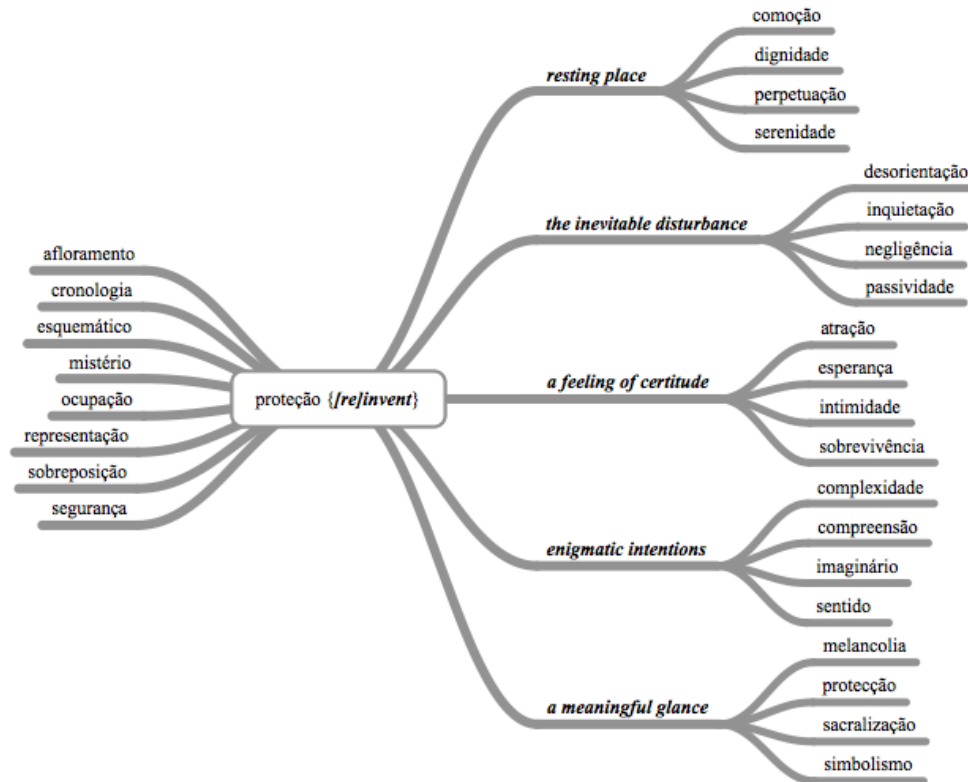 afloramento
cronologia
esquemático
mistério
ocupação
representação
sobreposição
segurança
proteção {[re]invent}
resting place
comoção
dignidade
perpetuação
serenidade
the inevitable disturbance
desorientação
inquietação
negligência
passividade
a feeling of certitude
atração
esperança
intimidade
sobrevivência
enigmatic intentions
complexidade
compreensão
imaginário
sentido
a meaningful glance
melancolia
protecção
sacralização
simbolismo